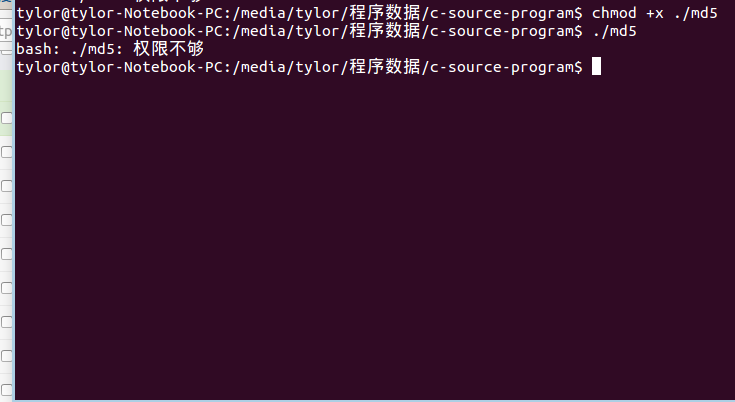 tylor@tylor-Notebook-PC:/media/tylor/程序数据/c-source-program$ chmod +x ./md5
tylor@tylor-Notebook-PC:/media/tylor/程序数据/c-source-program$ ./md5
bash: ./md5: 权限不够
tylor@tylor-Notebook-PC:/media/tylor/程序数据/c-source-program$